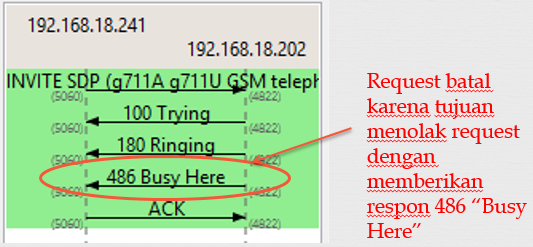 192.168.18.241
192.168.18.202
INVITE SDP (g711A g711U GSM teleph
(5060) (4822)
100 Trying
(5060) (4822)
180 Ringing
(5060) (4822)
486 Busy Here
(5060) (4822)
ACK
(5060) (4822)
Request batal
karena tujuan
menolak request
dengan
memberikan
respon 486 “Busy
Here”